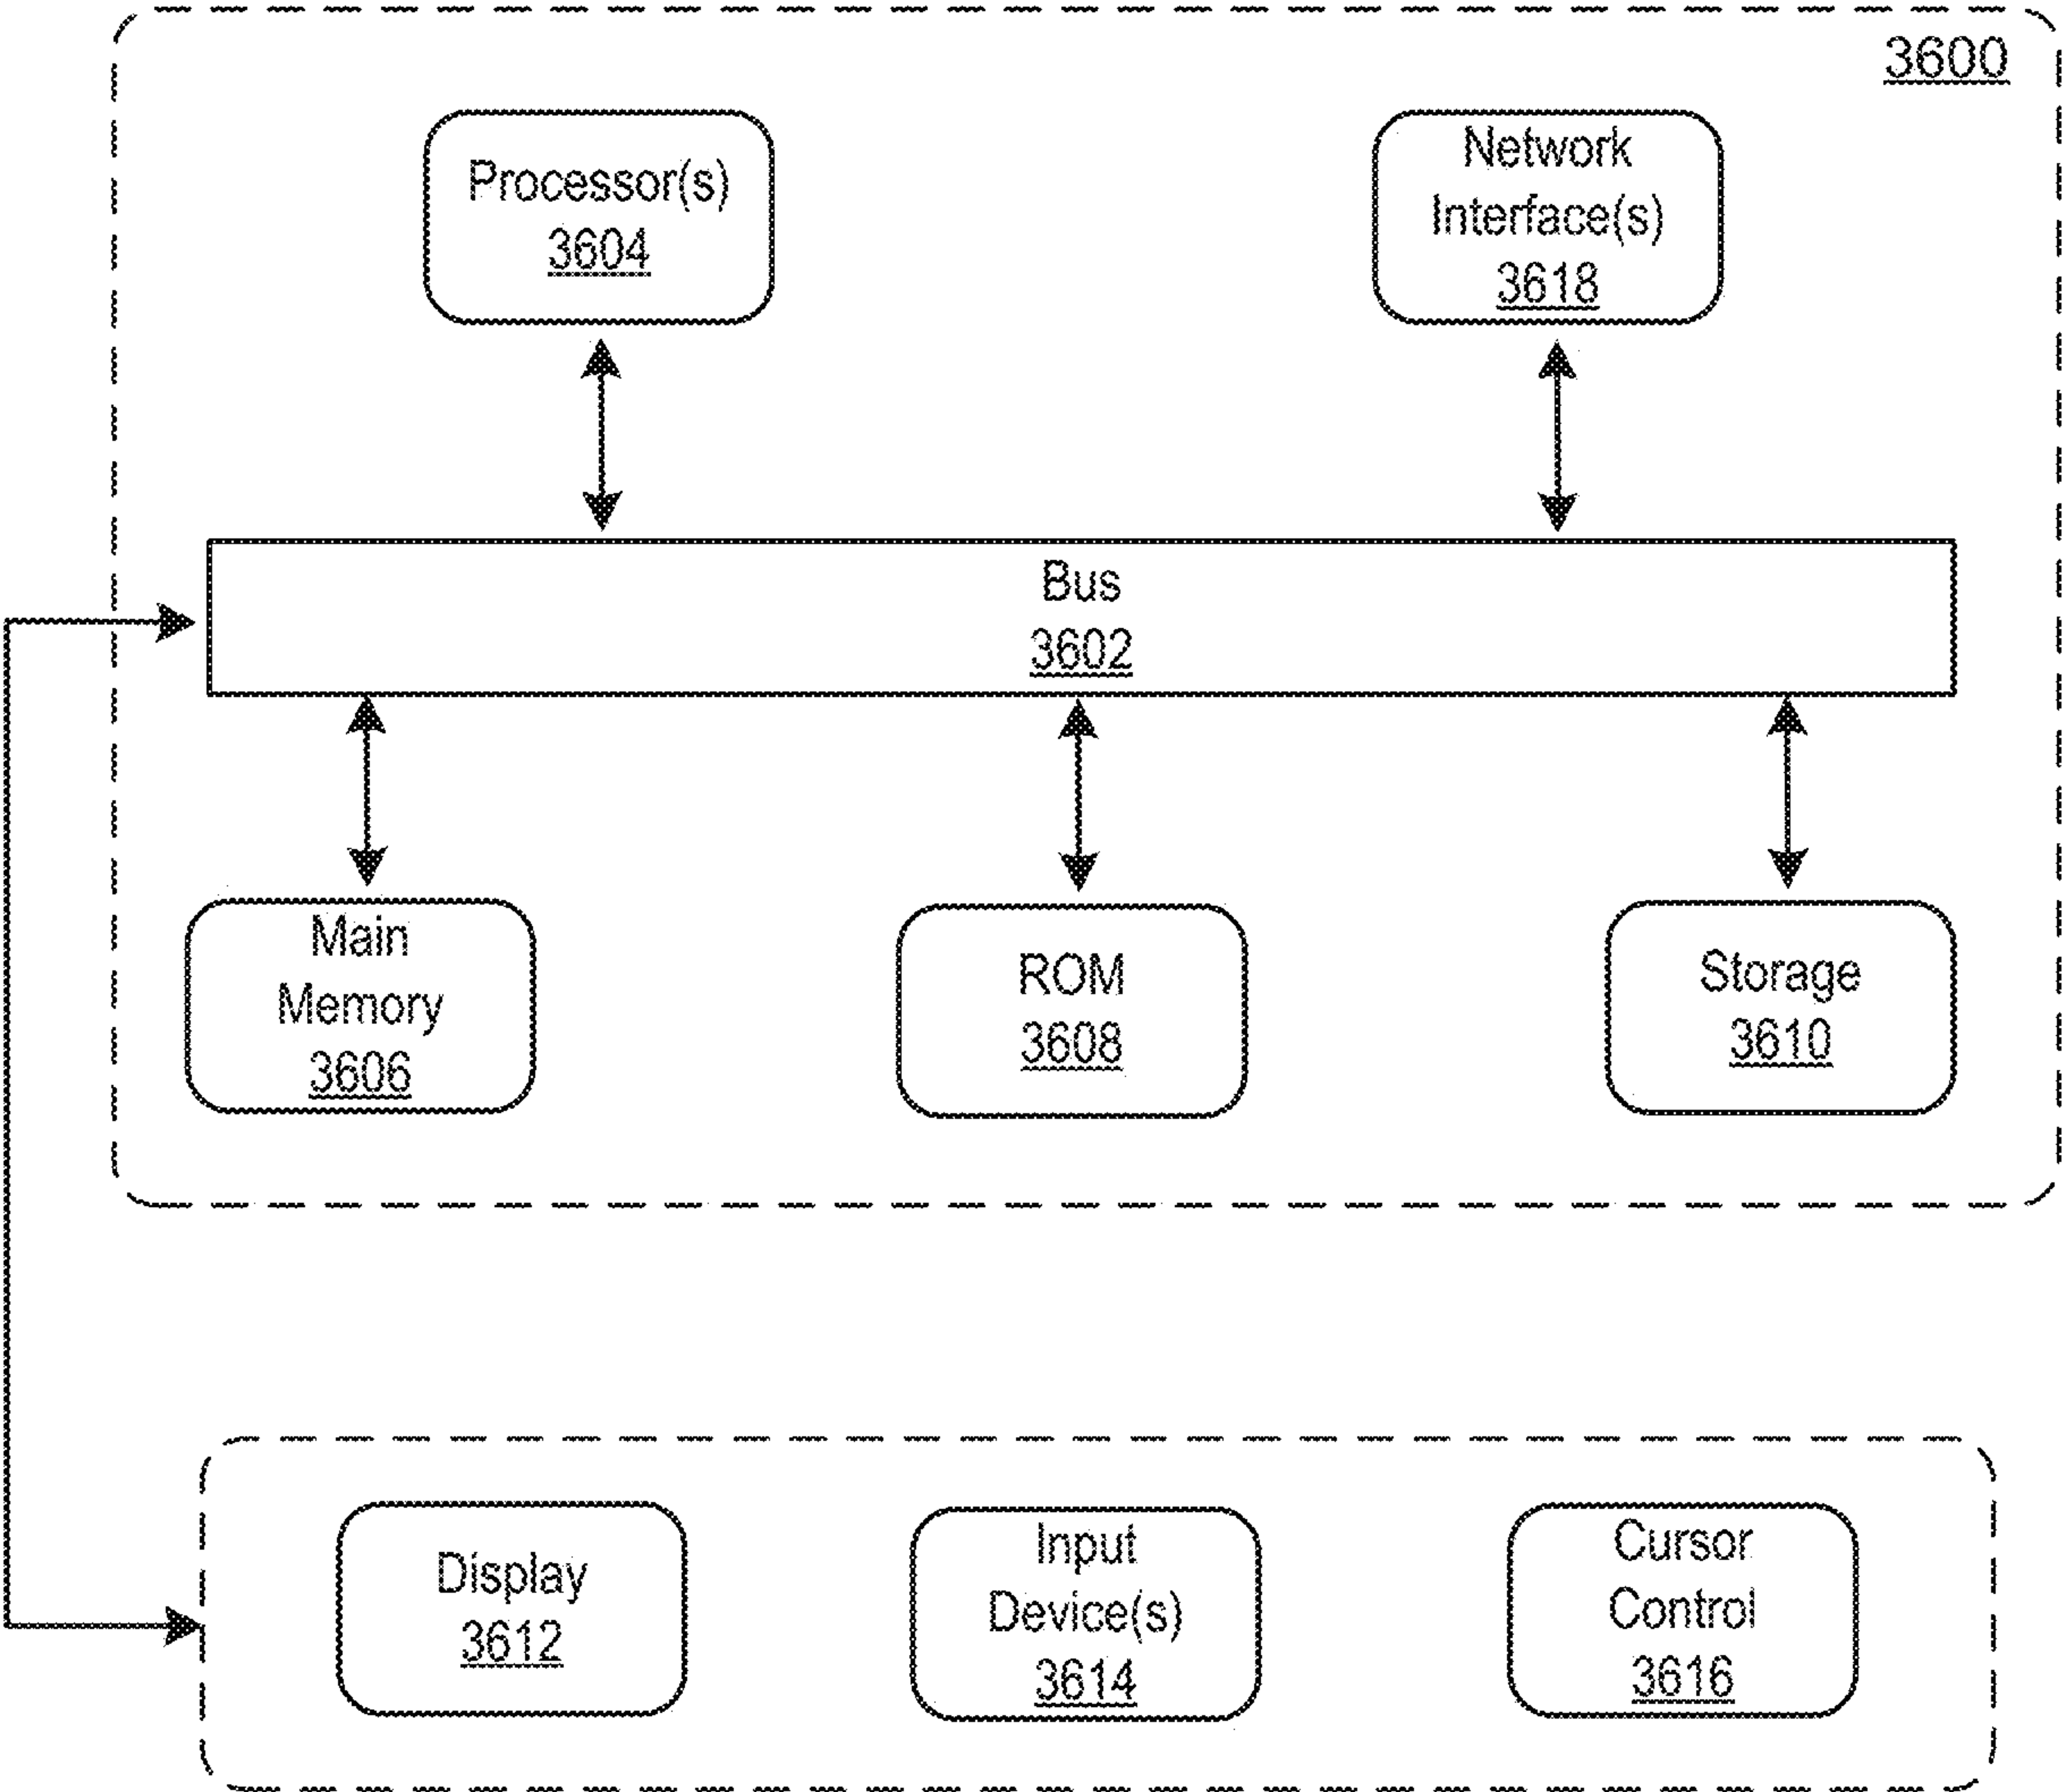 3600
Processor(s)
3604
Network
Interface(s)
3618
Bus
3602
Main
Memory
3606
ROM
3608
Storage
3610
Display
3612
Input
Device(s)
3614
Cursor
Control
3616